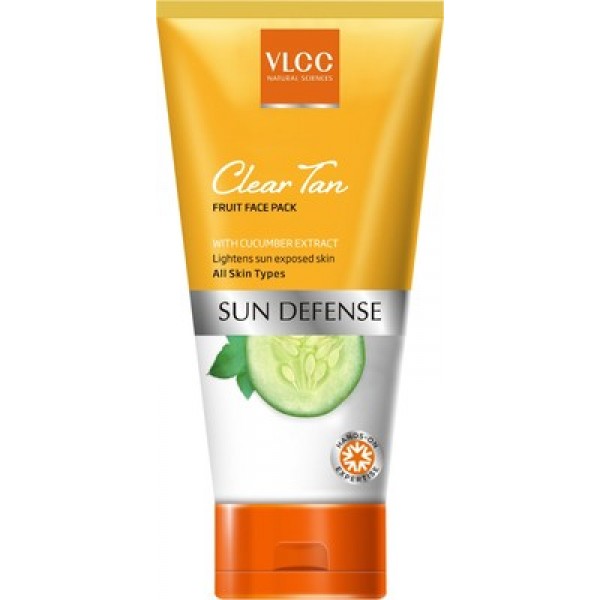 VLCC
NATURAL SCIENCES
Clear Tan
FRUIT FACE PACK
WITH CUCUMBER EXTRACT
Lightens sun exposed skin
All Skin Types
SUN DEFENSE
HANDS-ON
EXPERTISE